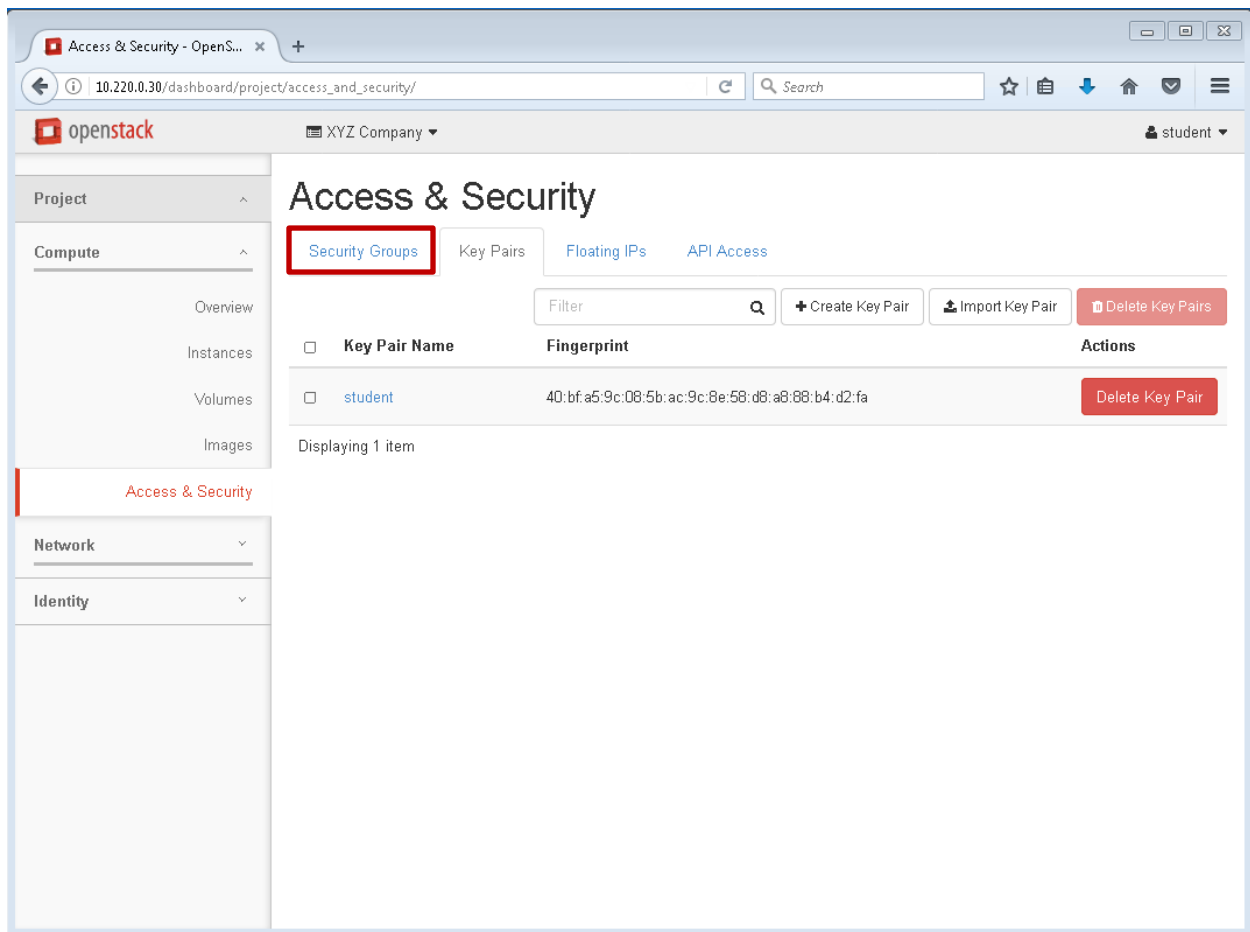 Access & Security - OpenS...
10.220.0.30/dashboard/project/access_and_security/
Search
openstack
XYZ Company
student
Project
Access & Security
Compute
Security Groups
Key Pairs
Floating IPs
API Access
Overview
Filter
Create Key Pair
Import Key Pair
Delete Key Pairs
Instances
Key Pair Name
Fingerprint
Actions
Volumes
student
40:bf:a5:9c:08:5b:ac:9c:8e:58:d8:a8:88:b4:d2:fa
Delete Key Pair
Images
Displaying 1 item
Access & Security
Network
Identity